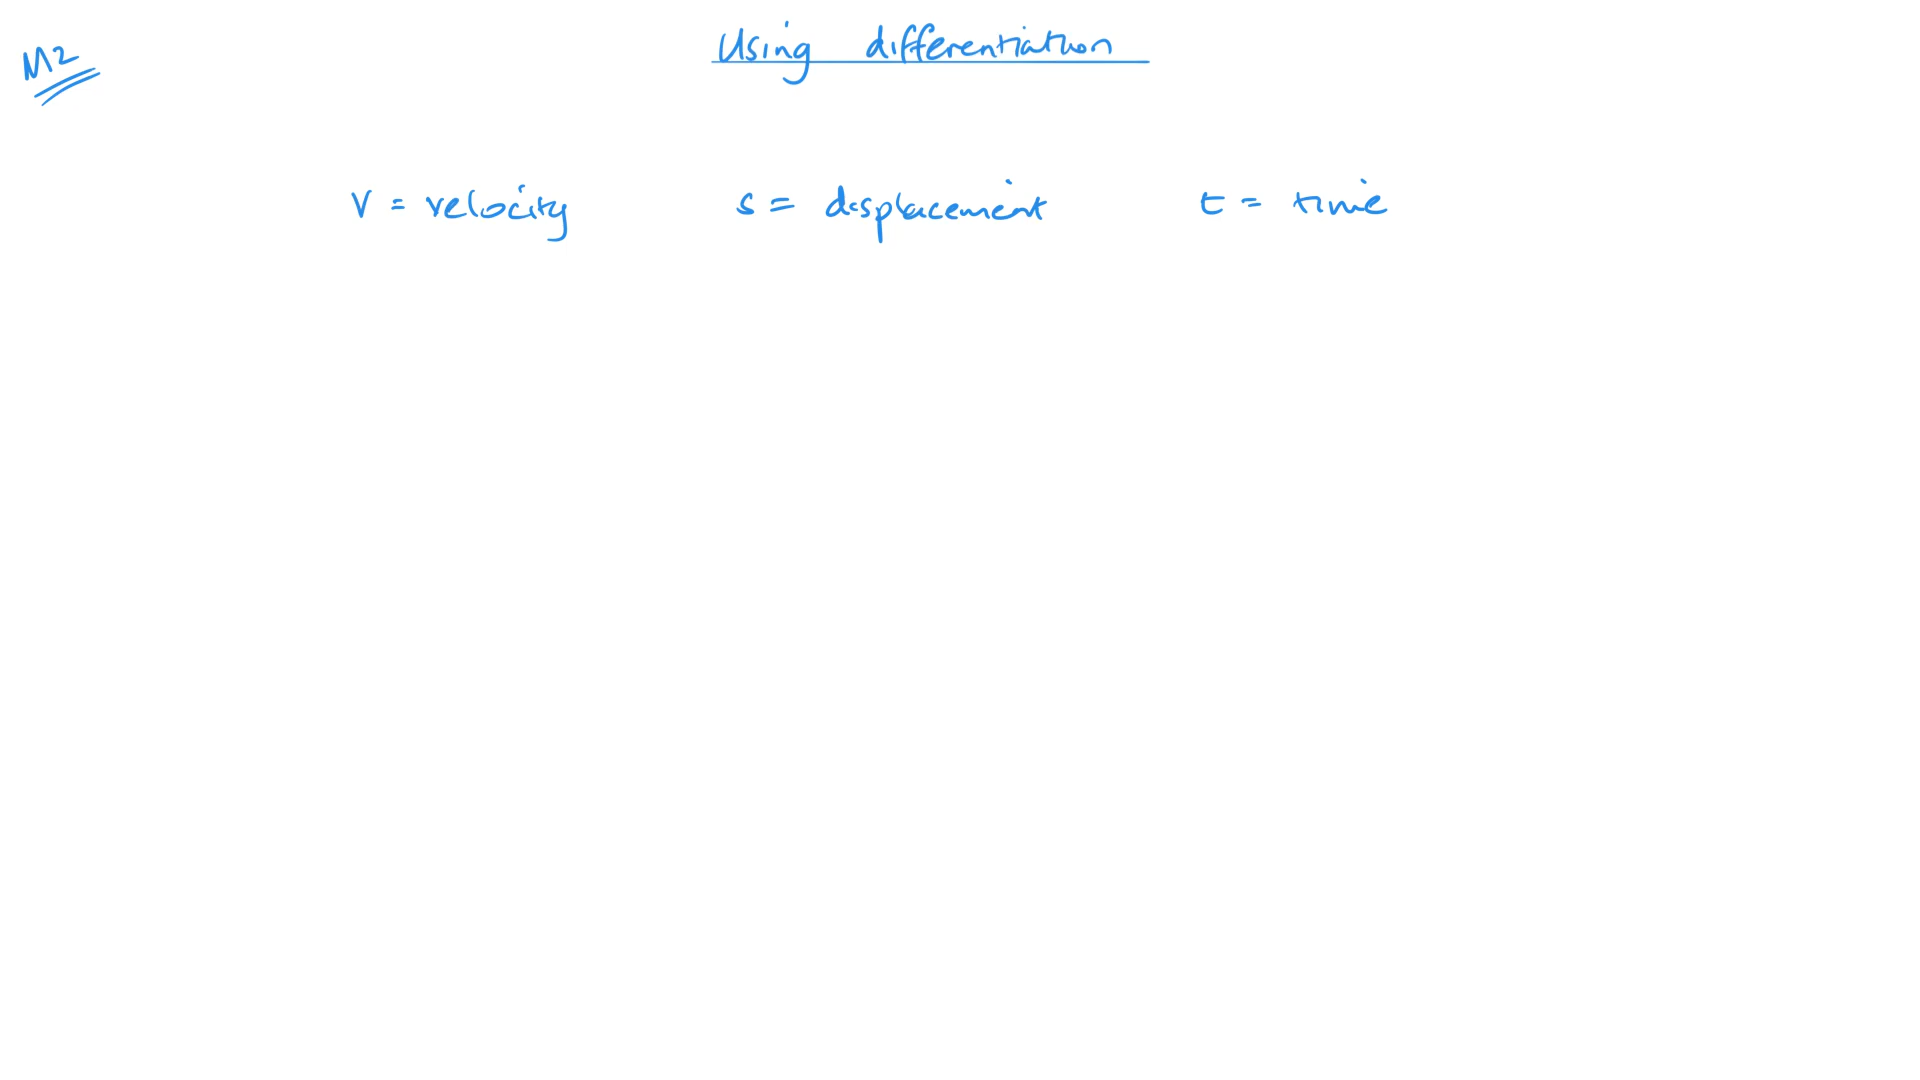 M2
Using differentiation
v = velocity s = displacement t = time